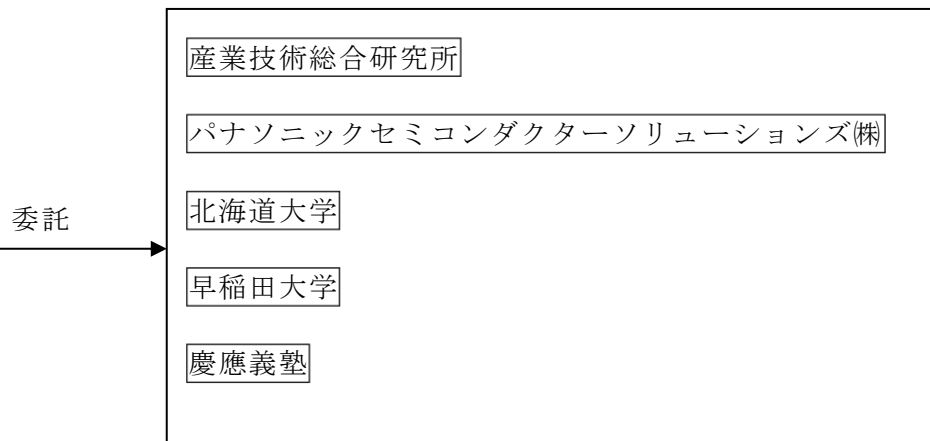 産業技術総合研究所
パナソニックセミコンダクターソリューションズ㈱
北海道大学
委託
早稲田大学
慶應義塾